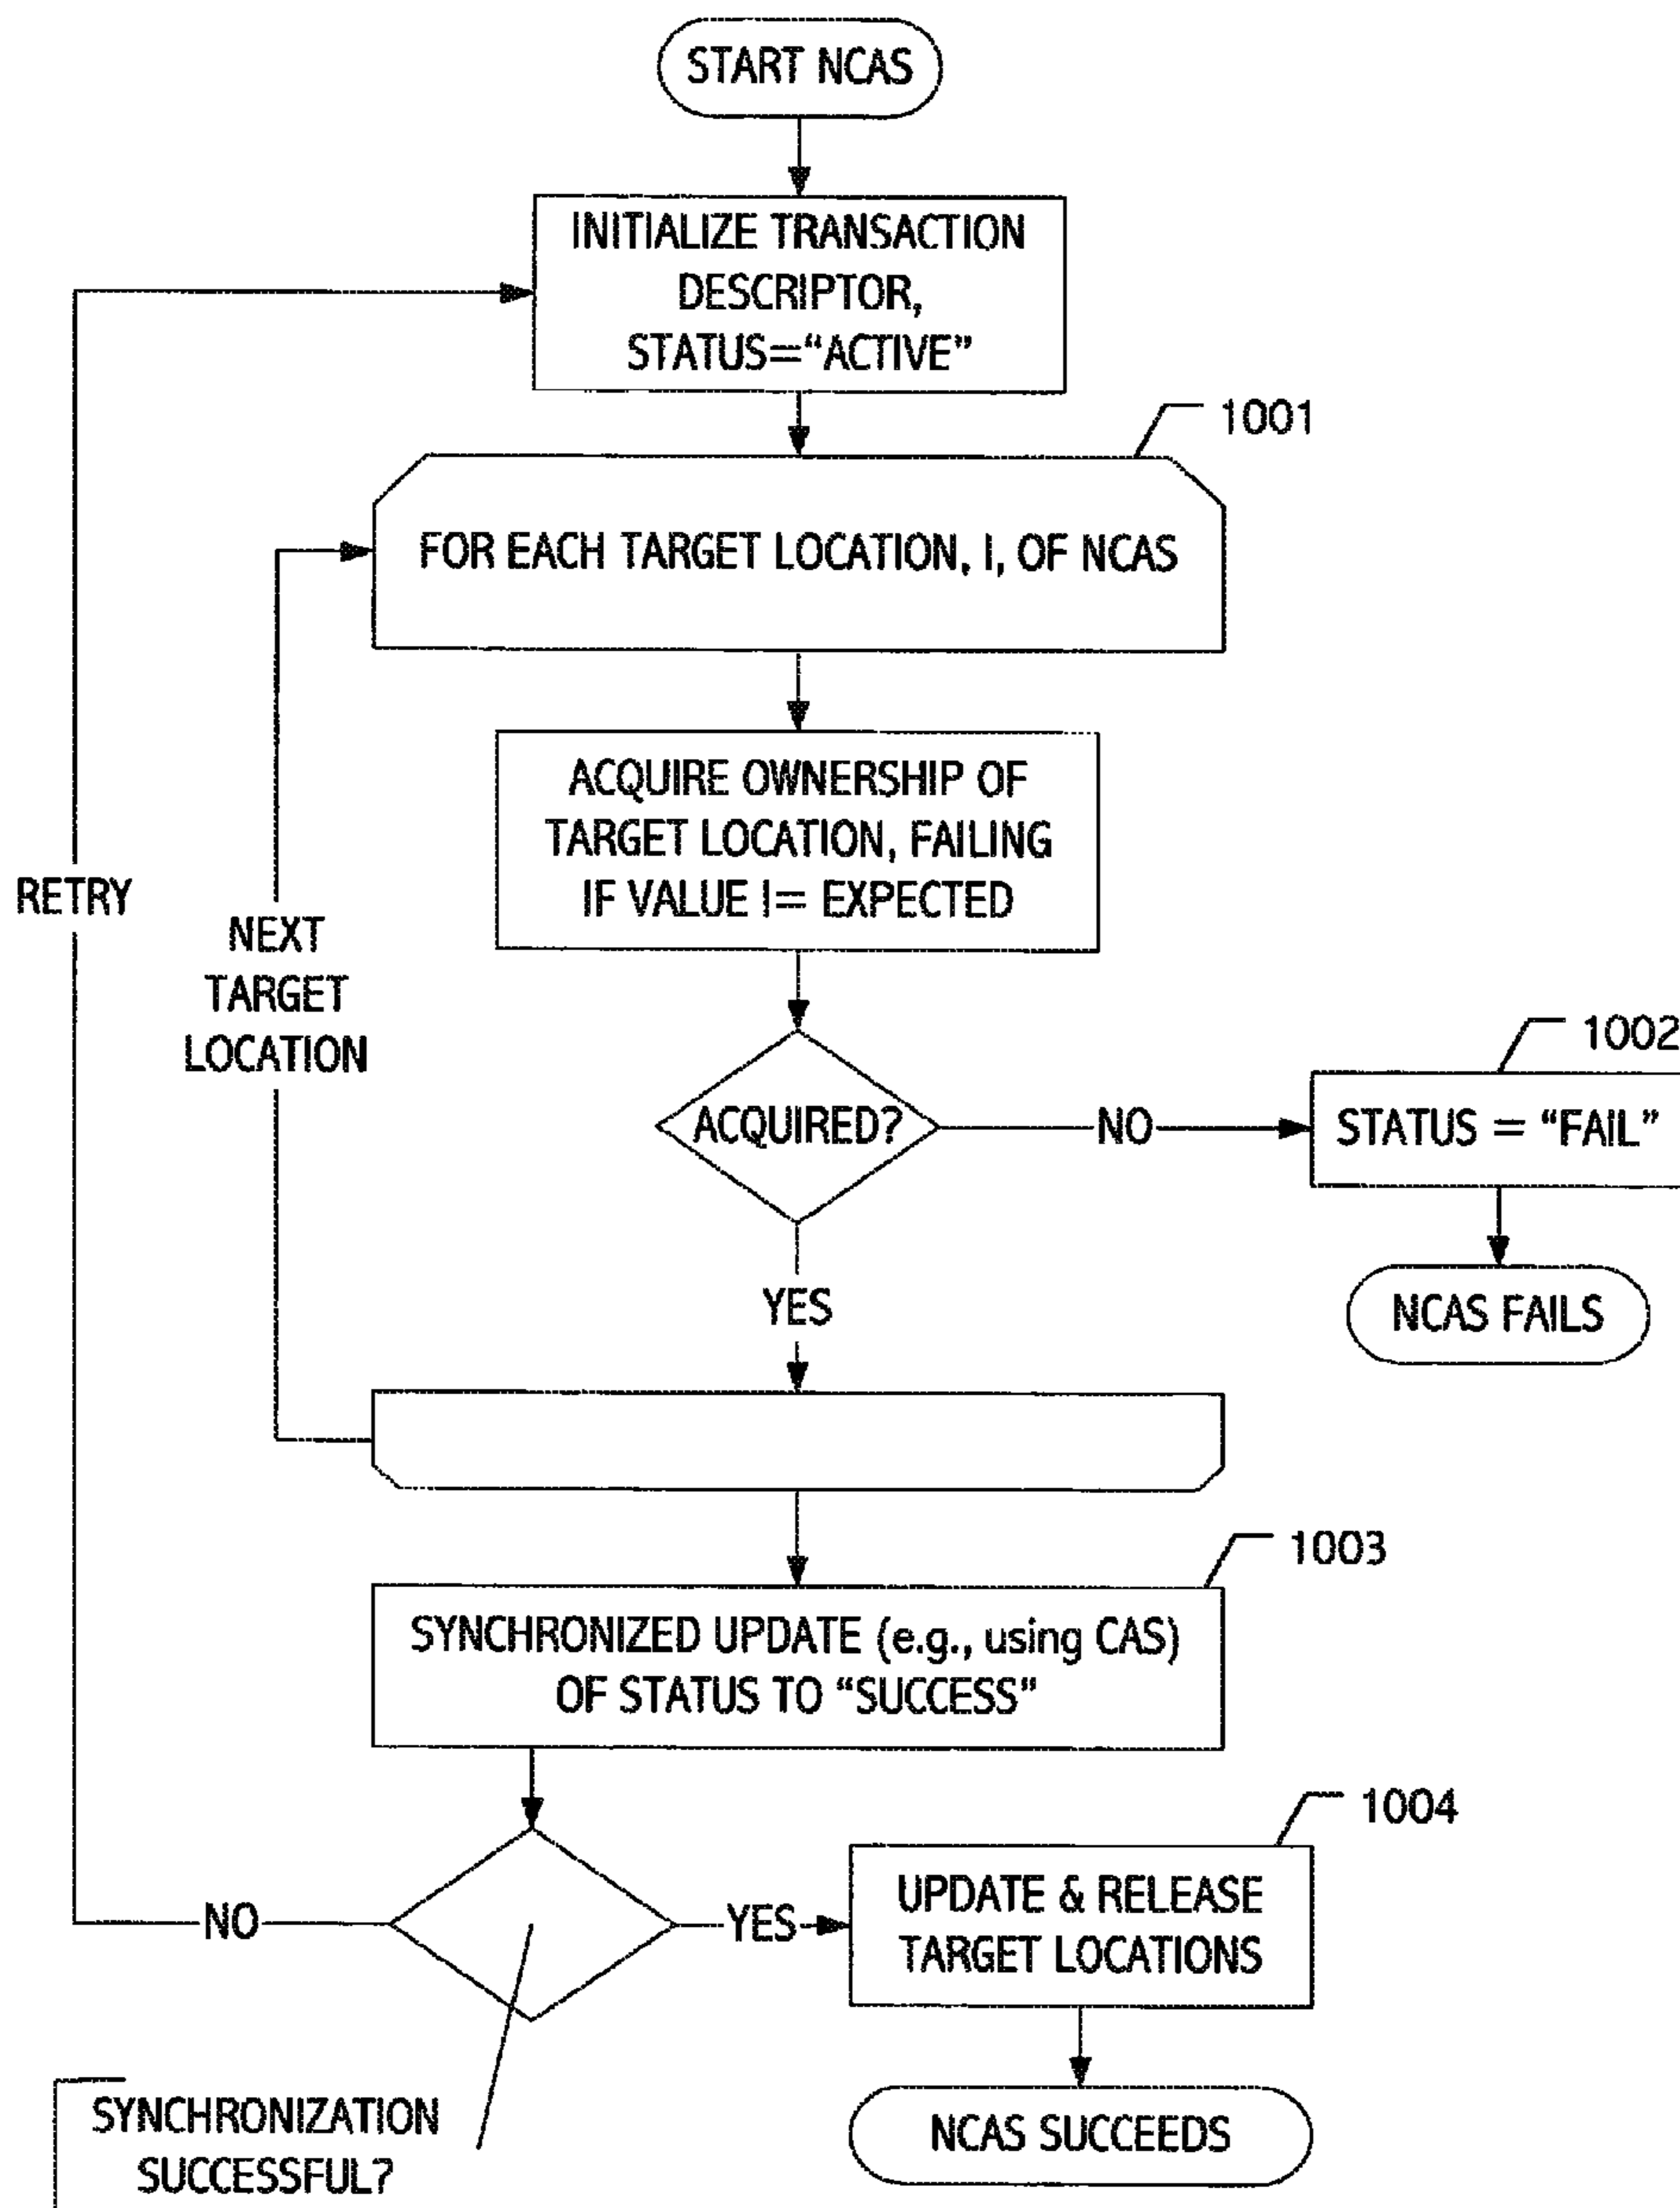 START NCAS
INITIALIZE TRANSACTION
DESCRIPTOR,
STATUS=“ACTIVE”
1001
FOR EACH TARGET LOCATION, I, OF NCAS
ACQUIRE OWNERSHIP OF
TARGET LOCATION, FAILING
IF VALUE != EXPECTED
RETRY
NEXT
TARGET
LOCATION
1002
ACQUIRED?
NO
STATUS = “FAIL”
YES
NCAS FAILS
1003
SYNCHRONIZED UPDATE (e.g., using CAS)
OF STATUS TO “SUCCESS”
1004
NO
YES
UPDATE & RELEASE
TARGET LOCATIONS
SYNCHRONIZATION
SUCCESSFUL?
NCAS SUCCEEDS